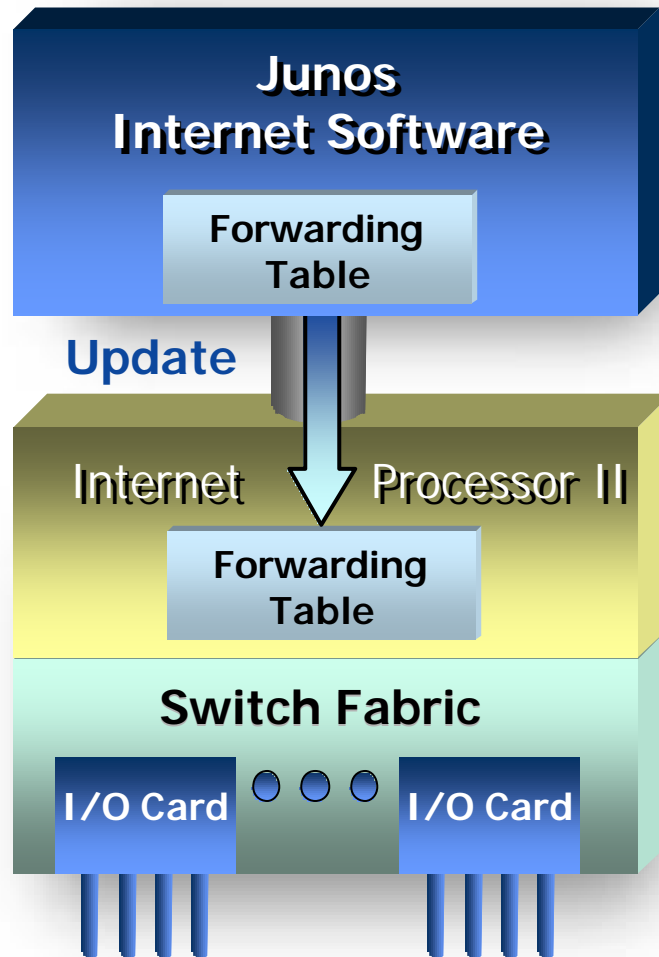 Junos
Internet Software
Forwarding
Table
Update
Internet Processor II
Forwarding
Table
Switch Fabric
I/O Card
I/O Card